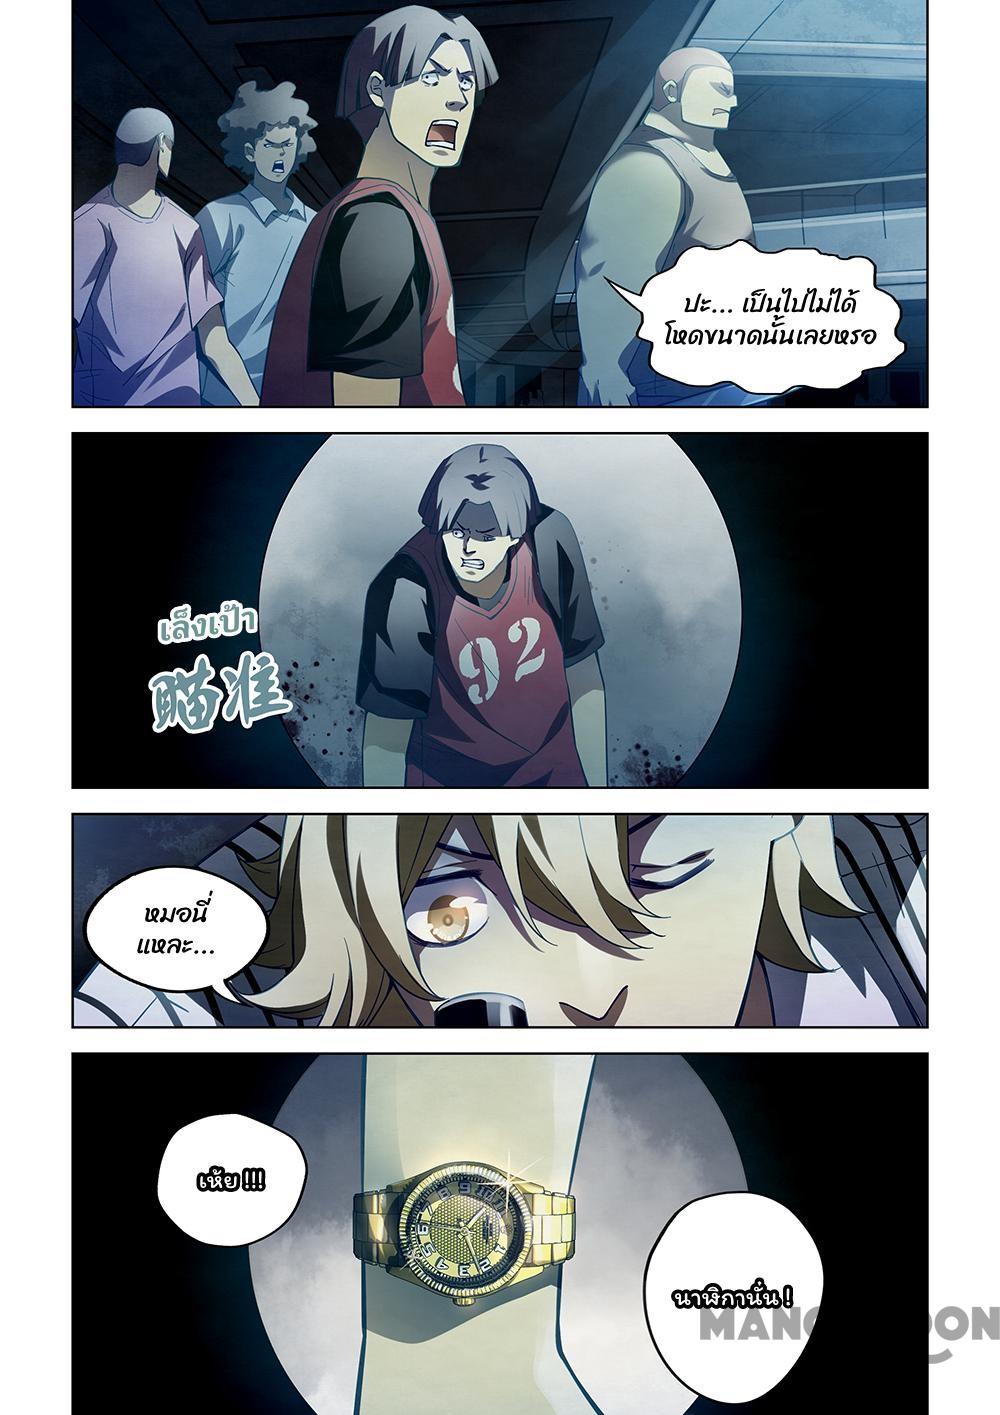 ปะ... เป็นไปไม่ได้
โหดขนาดนั้นเลยหรอ
เล็งเป้า
瞄准
92
หมอนี่
แหละ...
เห้ย !!!
นาฬิกานั่น !